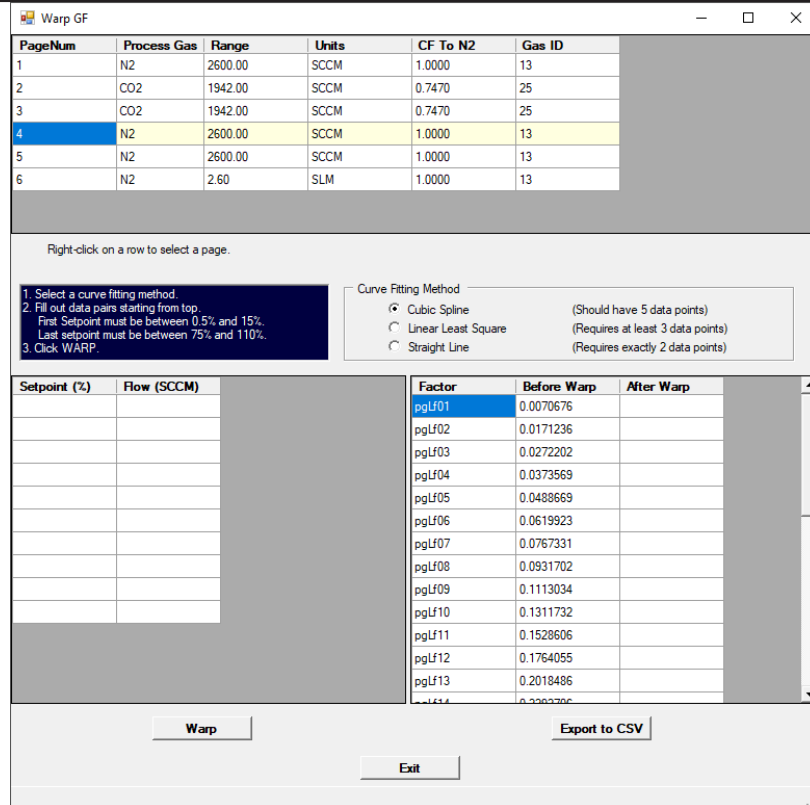 Warp GF
PageNum Process Gas Range Units CF To N2 Gas ID
1 N2 2600.00 SCCM 1.0000 13
2 CO2 1942.00 SCCM 0.7470 25
3 CO2 1942.00 SCCM 0.7470 25
4 N2 2600.00 SCCM 1.0000 13
5 N2 2600.00 SCCM 1.0000 13
6 N2 2.60 SLM 1.0000 13
Right-click on a row to select a page.
1. Select a curve fitting method.
2. Fill out data pairs starting from top.
First Setpoint must be between 0.5% and 15%.
Last setpoint must be between 75% and 110%.
3. Click WARP.
Curve Fitting Method
Cubic Spline (Should have 5 data points)
Linear Least Square (Requires at least 3 data points)
Straight Line (Requires exactly 2 data points)
Setpoint (%) Flow (SCCM)
Factor Before Warp After Warp
pgLf01 0.0070676
pgLf02 0.0171236
pgLf03 0.0272202
pgLf04 0.0373569
pgLf05 0.0488669
pgLf06 0.0619923
pgLf07 0.0767331
pgLf08 0.0931702
pgLf09 0.1113034
pgLf10 0.1311732
pgLf11 0.1528606
pgLf12 0.1764055
pgLf13 0.2018486
Warp
Export to CSV
Exit